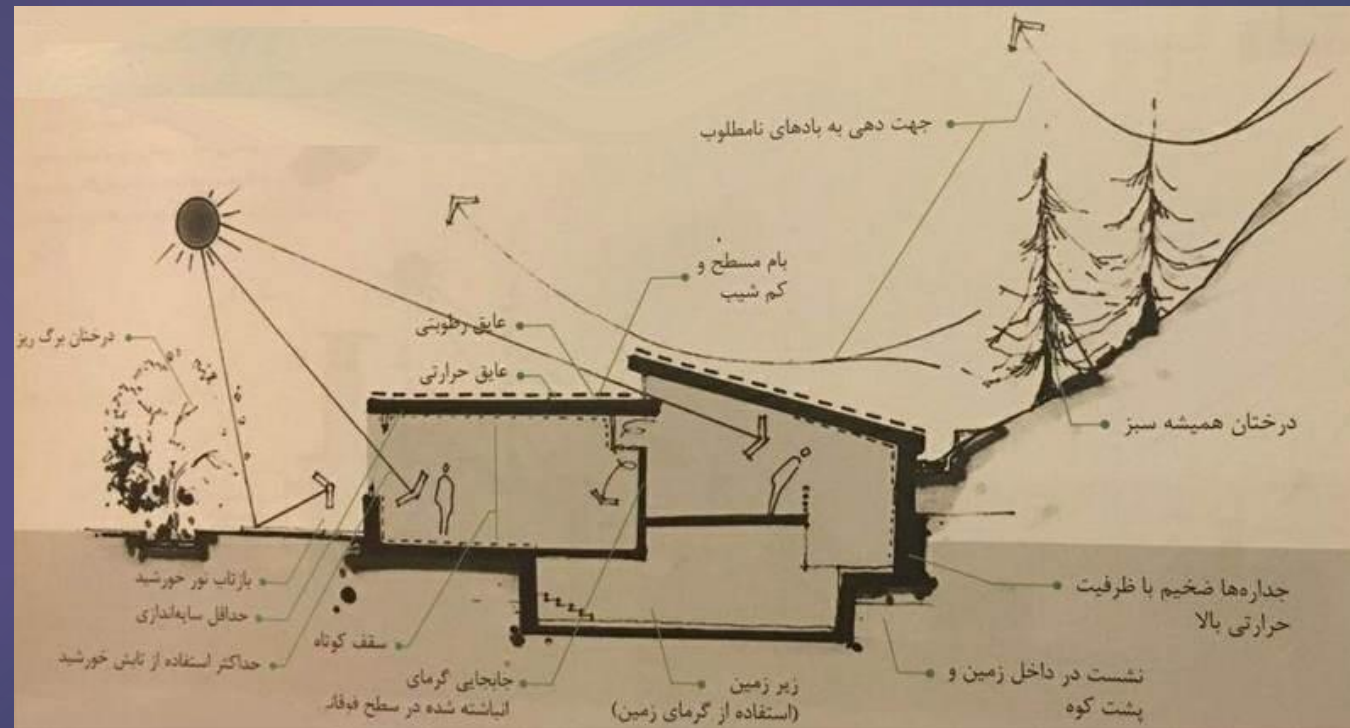 جهت دهی به بادهای نامطلوب
بام مسطح و
کم شیب
عایق رطوبتی
درختان برگ ریز
عایق حرارتی
درختان همیشه سبز
بازتاب نور خورشید
حداقل سایه‌اندازی
حداکثر استفاده از تابش خورشید
سقف کوتاه
جابجایی گرمای
انباشته شده در سطح فوقانی
زیر زمین
(استفاده از گرمای زمین)
جداره‌ها ضخیم با ظرفیت
حرارتی بالا
نشست در داخل زمین و
پشت کوه